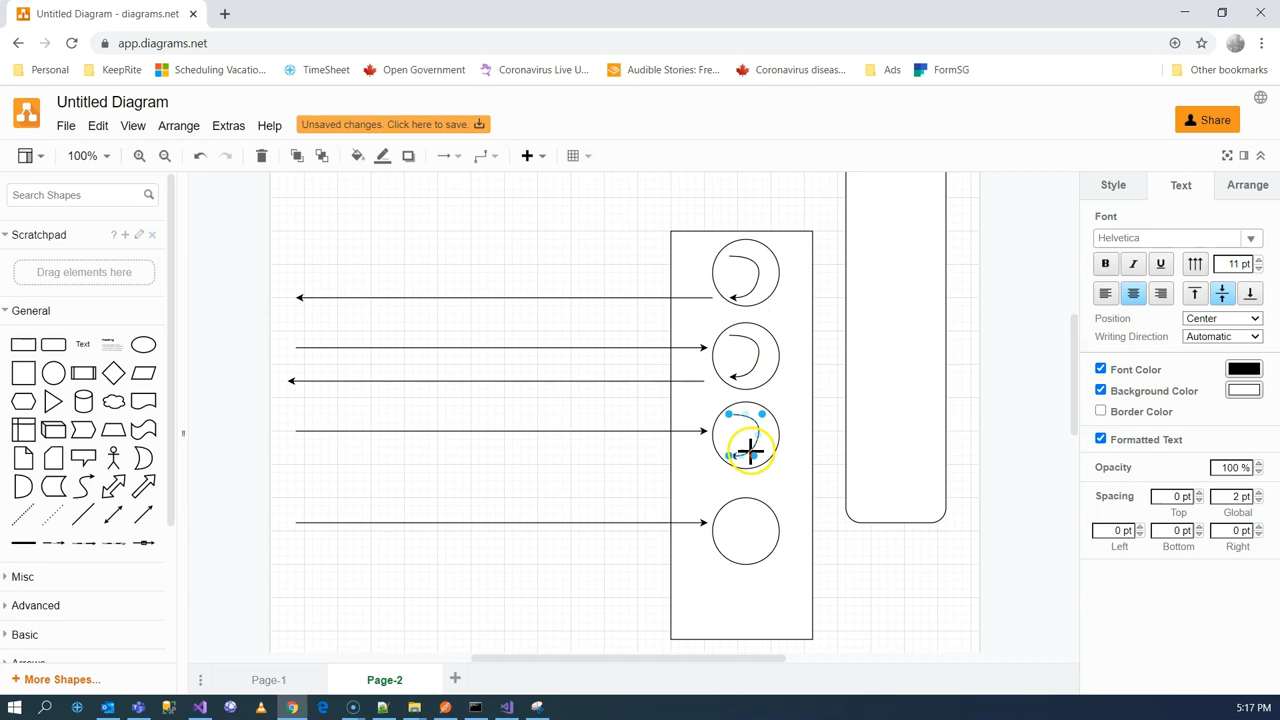 Untitled Diagram - diagrams.net
app.diagrams.net
Personal
KeepRite
Scheduling Vacatio...
TimeSheet
Open Government
Coronavirus Live U...
Audible Stories: Fre...
Coronavirus diseas...
Ads
FormSG
Other bookmarks
Untitled Diagram
File Edit View Arrange Extras Help
Unsaved changes. Click here to save.
Share
100%
Search Shapes
Scratchpad
?
Drag elements here
General
Text
Heading
Misc
Advanced
Basic
Arrows
+ More Shapes...
Style Text Arrange
Font
Helvetica
B I U 11 pt
Position Center
Writing Direction Automatic
Font Color
Background Color
Border Color
Formatted Text
Opacity 100 %
Spacing 0 pt 2 pt
Top Global
0 pt 0 pt 0 pt
Left Bottom Right
Page-1 Page-2
5:17 PM